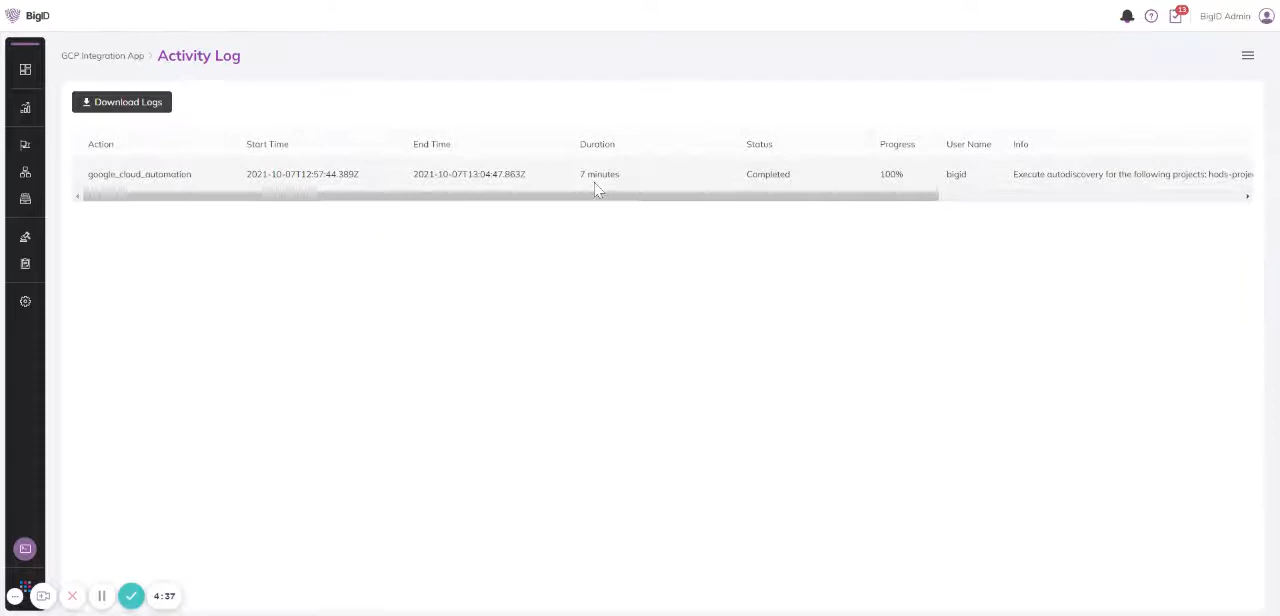 BigID
13
BigID Admin
GCP Integration App > Activity Log
Download Logs
Action Start Time End Time Duration Status Progress User Name Info
google_cloud_automation 2021-10-07T12:57:44.389Z 2021-10-07T13:04:47.863Z 7 minutes Completed 100% bigid Execute autodiscovery for the following projects: hods-proje
4:37